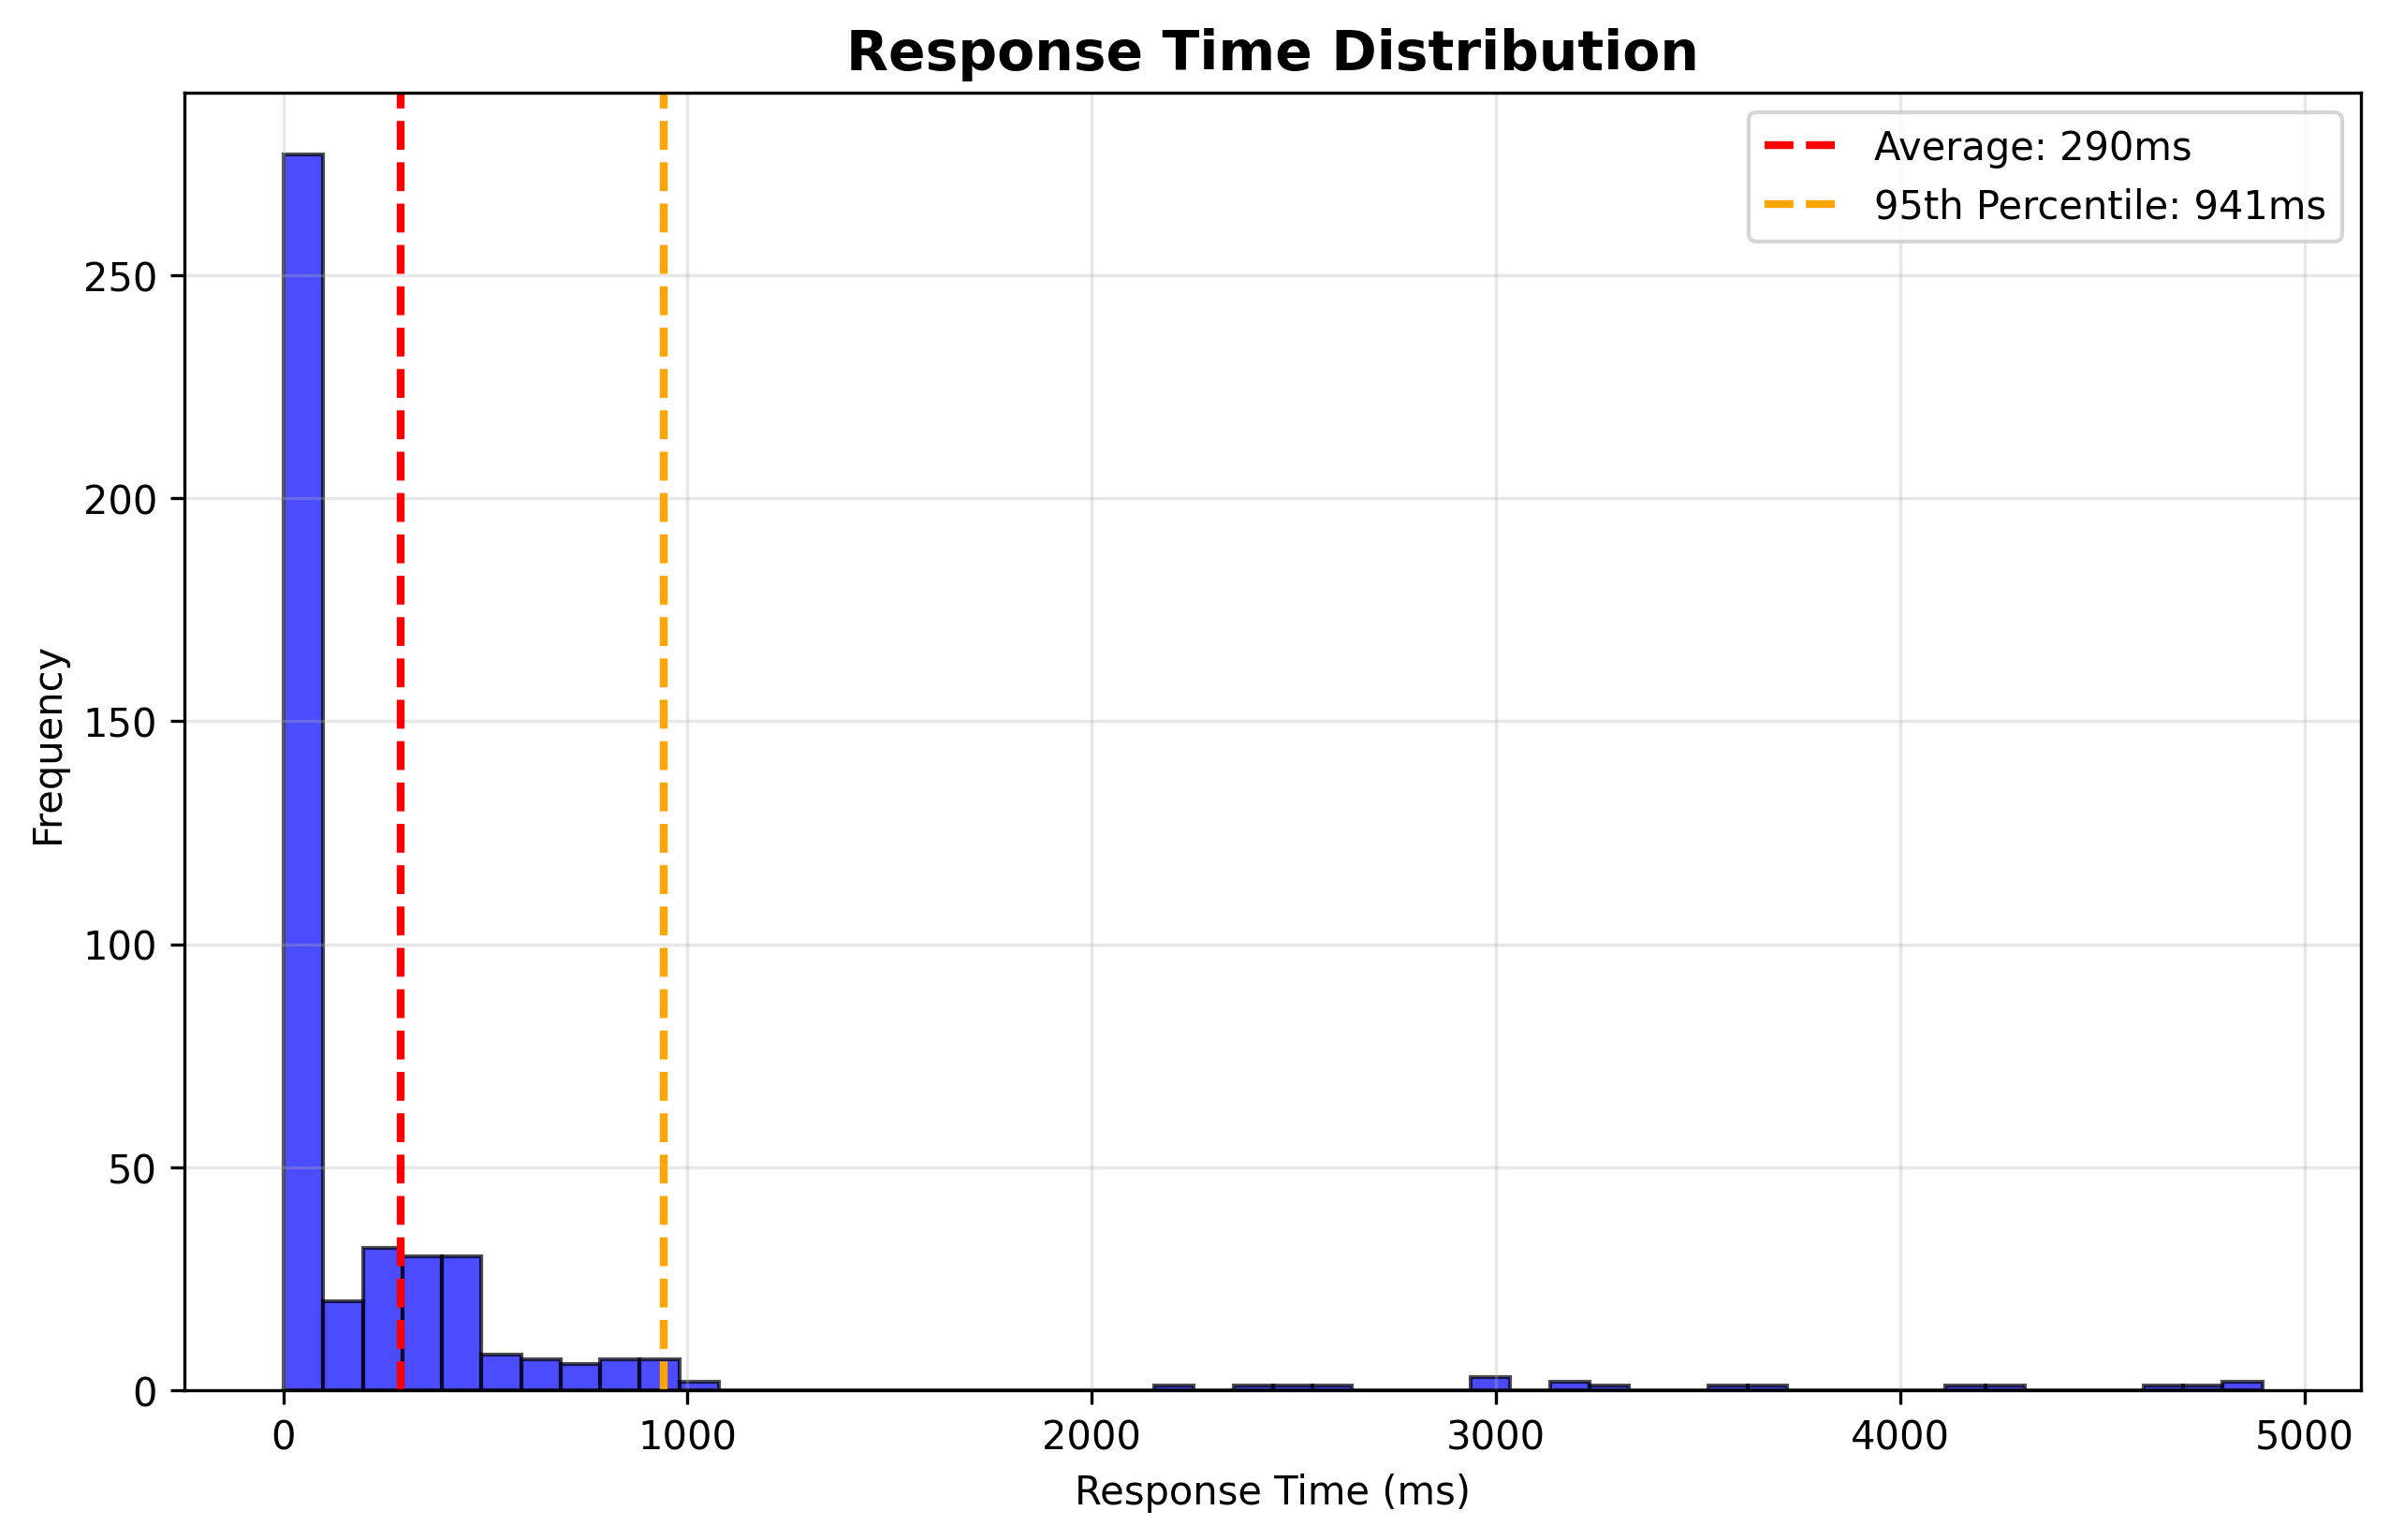 Response Time Distribution
Average: 290ms
95th Percentile: 941ms
Frequency
250
200
150
100
50
0
0 1000 2000 3000 4000 5000
Response Time (ms)